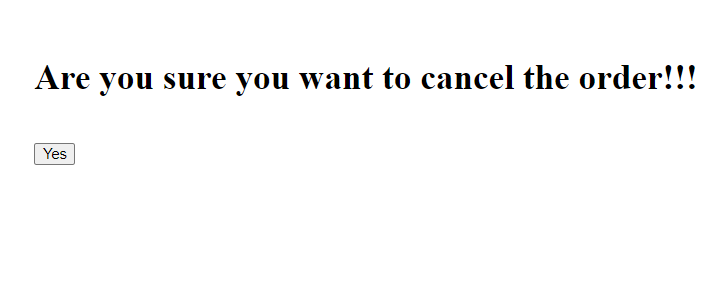 Are you sure you want to cancel the order!!!
Yes